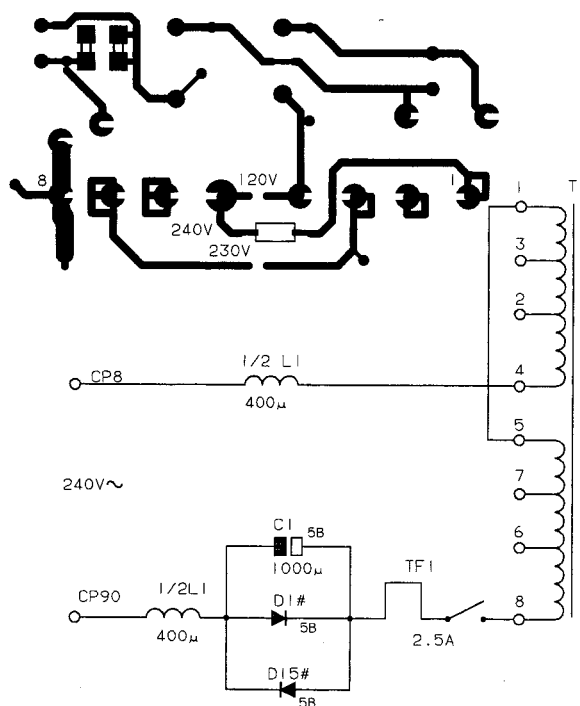 8
120V
1
240V
230V
1
T
3
2
1/2 L1
4
CP8
400µ
5
7
240V~
C1
5B
6
1000µ
TF1
1/2L1
D1#
CP90
8
5B
400µ
2.5A
D15#
5B